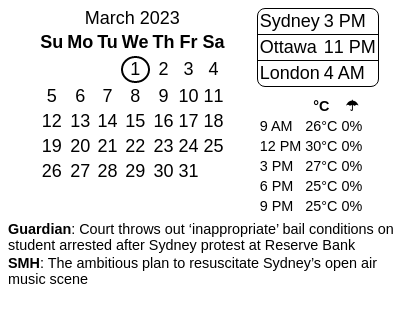 March 2023
Su Mo Tu We Th Fr Sa
1 2 3 4
5 6 7 8 9 10 11
12 13 14 15 16 17 18
19 20 21 22 23 24 25
26 27 28 29 30 31
Sydney 3 PM
Ottawa 11 PM
London 4 AM
°C ☂
9 AM 26°C 0%
12 PM 30°C 0%
3 PM 27°C 0%
6 PM 25°C 0%
9 PM 25°C 0%
Guardian: Court throws out ‘inappropriate’ bail conditions on
student arrested after Sydney protest at Reserve Bank
SMH: The ambitious plan to resuscitate Sydney’s open air
music scene